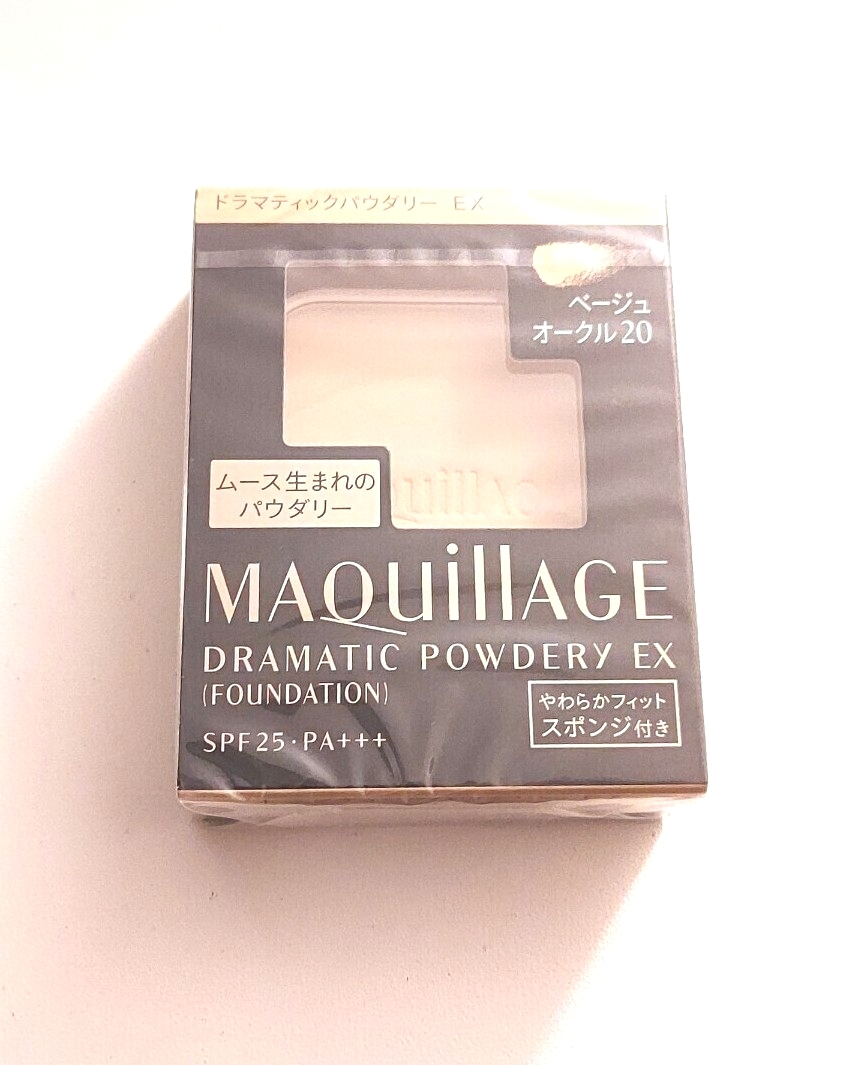 ドラマティックパウダリー EX
ベージュ
オークル20
ムース生まれの
パウダリー
MAQuillAGE
DRAMATIC POWDERY EX
(FOUNDATION)
SPF25・PA+++
やわらかフィット
スポンジ付き